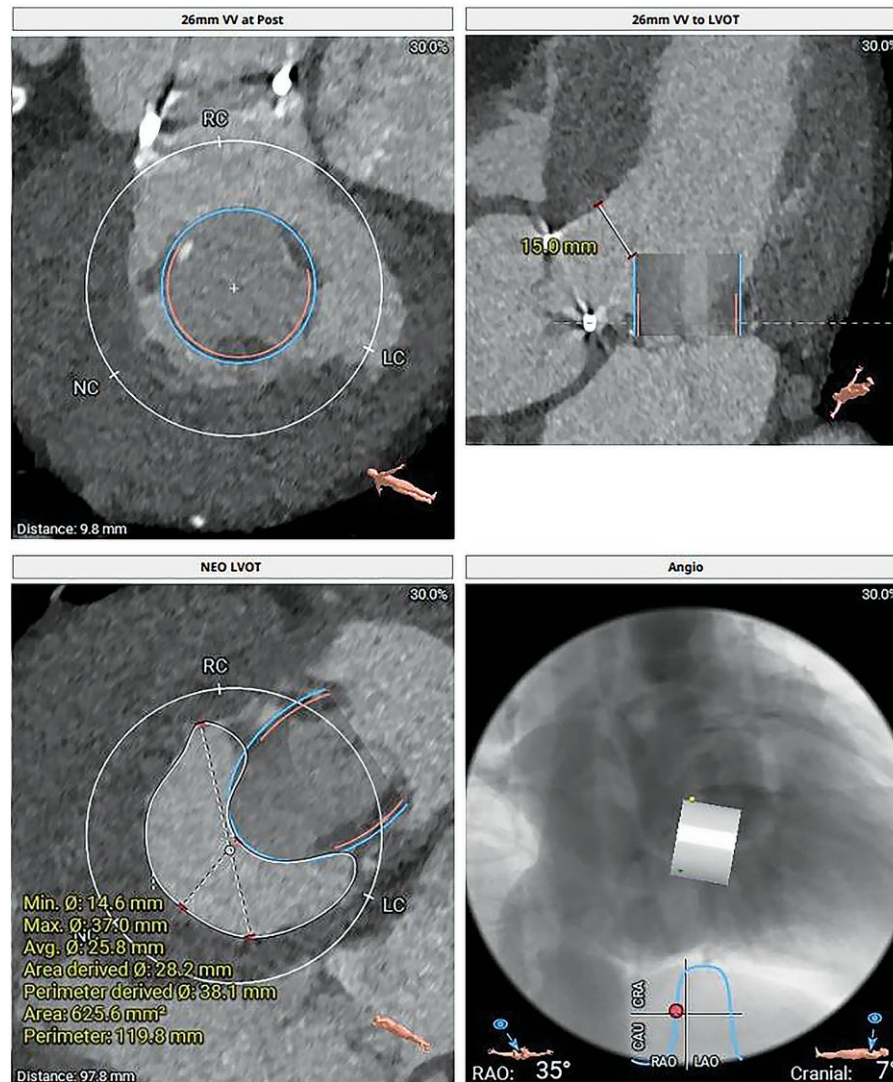 26mm VV at Post
30.0%
RC
LC
NC
Distance: 9.8 mm
26mm VV to LVOT
30.0%
15.0 mm
NEO LVOT
30.0%
RC
LC
Min. Ø: 14.6 mm
Max. Ø: 37.0 mm
Avg. Ø: 25.8 mm
Area derived Ø: 28.2 mm
Perimeter derived Ø: 38.1 mm
Area: 625.6 mm²
Perimeter: 119.8 mm
Distance: 97.8 mm
Angio
30.0%
CRA
CAU
RAO LAO
RAO: 35°
Cranial: 7°